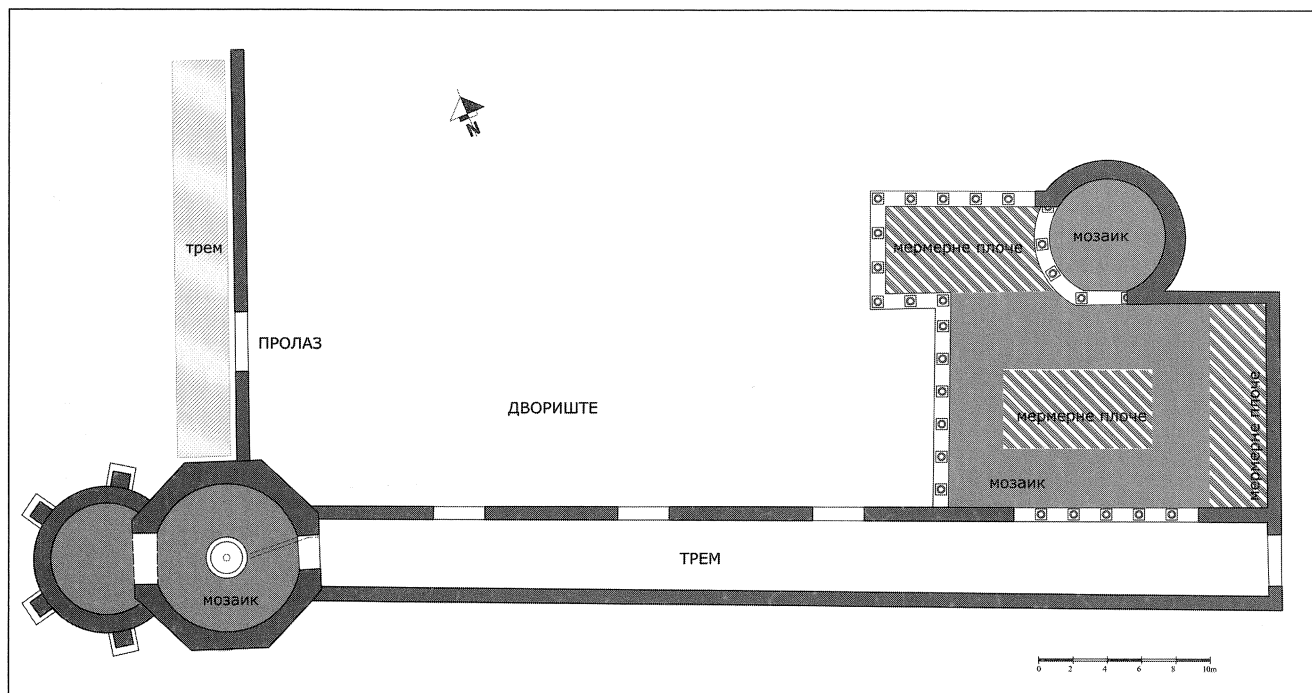 N
трем
мермерне плоче
мозаик
ПРОЛАЗ
ДВОРИШТЕ
мермерне плоче
мермерне плоче
мозаик
ТРЕМ
мозаик
0 2 4 6 8 10m